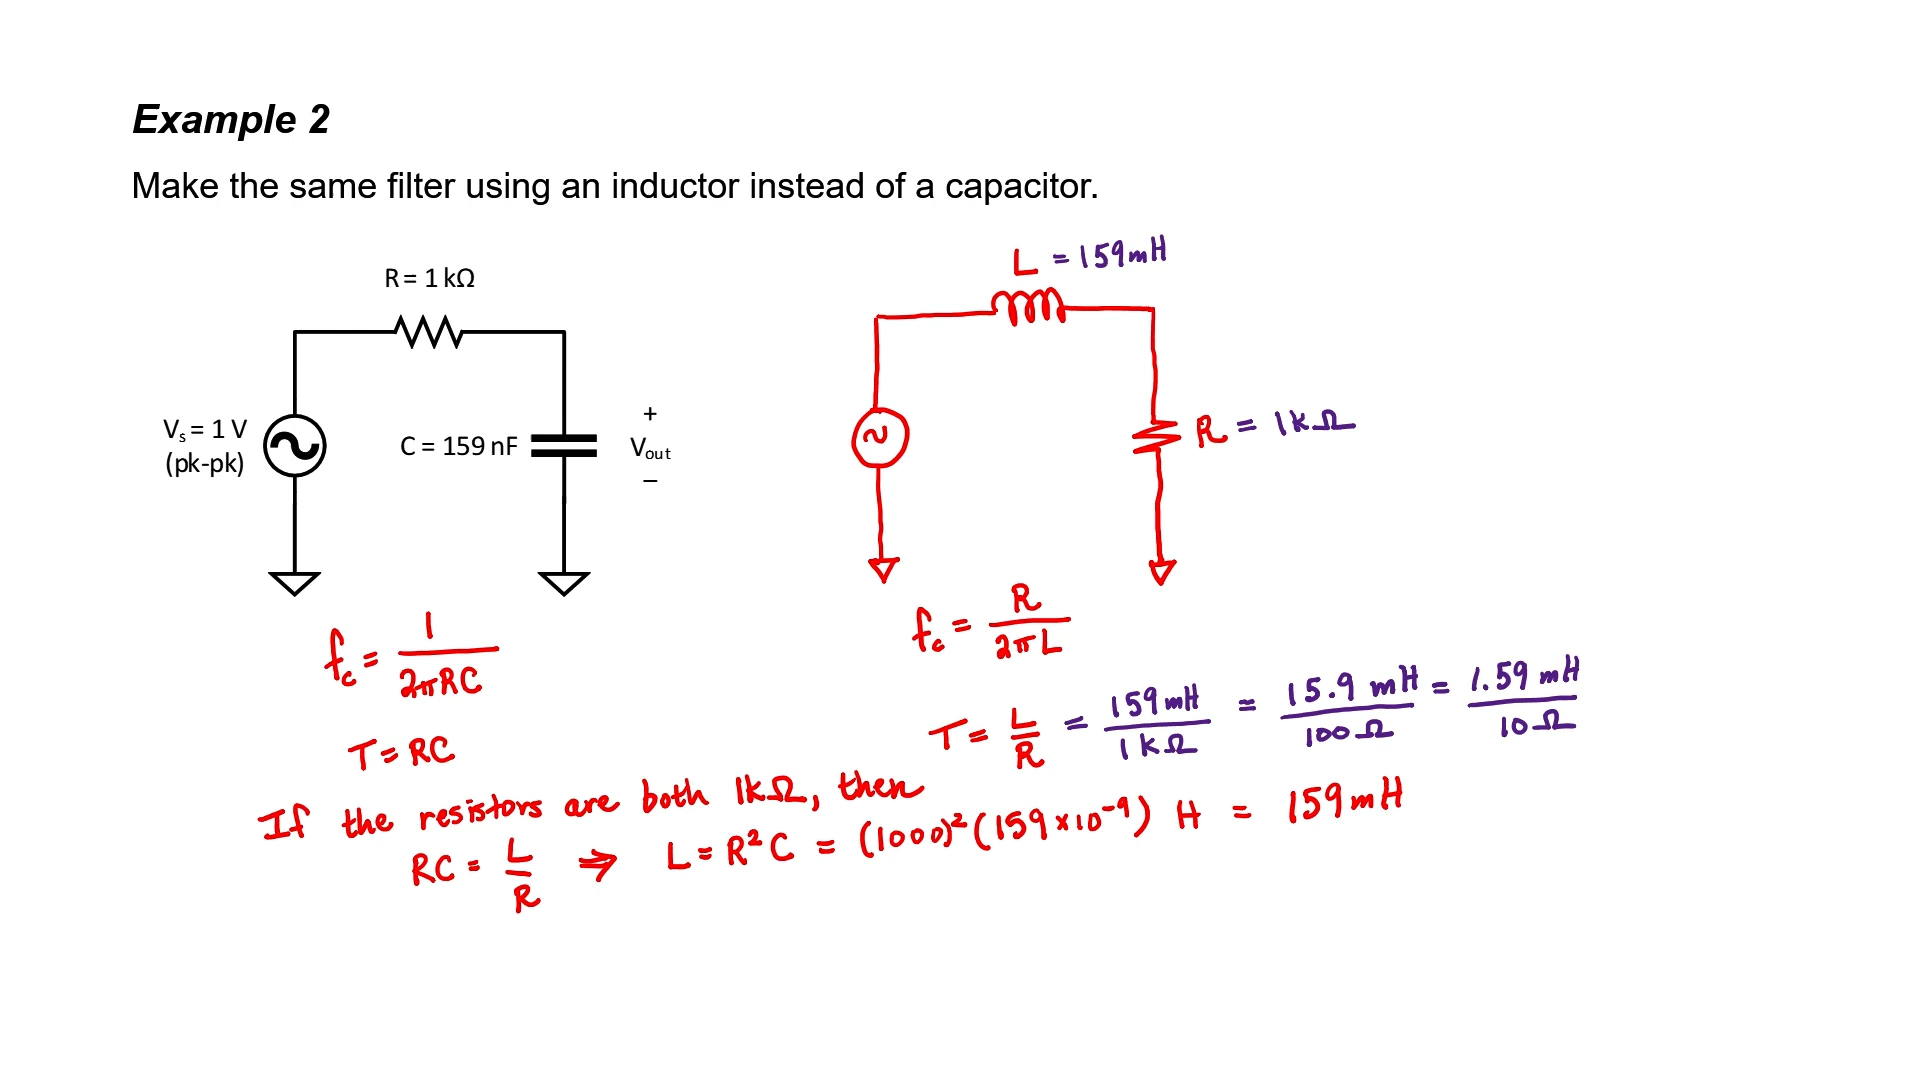 Example 2
Make the same filter using an inductor instead of a capacitor.
R = 1 kΩ
Vs = 1 V
(pk-pk)
C = 159 nF
+
Vout
–
L = 159mH
R = 1kΩ
fc = 1/(2πRC)
T = RC
fc = R/(2πL)
T = L/R = 159mH/1kΩ = 15.9 mH/100Ω = 1.59 mH/10Ω
If the resistors are both 1kΩ, then
RC = L/R ⇒ L = R²C = (1000)²(159×10⁻⁹) H = 159mH